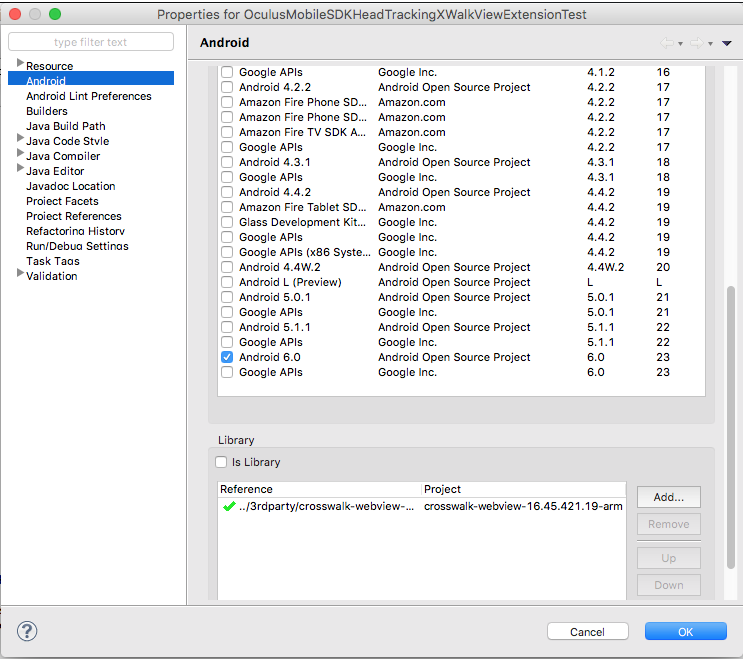 Properties for OculusMobileSDKHeadTrackingXWalkViewExtensionTest
type filter text
Resource
Android
Android Lint Preferences
Builders
Java Build Path
Java Code Style
Java Compiler
Java Editor
Javadoc Location
Project Facets
Project References
Refactoring History
Run/Debug Settings
Task Tags
Validation
Android
Google APIs Google Inc. 4.1.2 16
Android 4.2.2 Android Open Source Project 4.2.2 17
Amazon Fire Phone SD... Amazon.com 4.2.2 17
Amazon Fire Phone SD... Amazon.com 4.2.2 17
Amazon Fire TV SDK A... Amazon.com 4.2.2 17
Google APIs Google Inc. 4.2.2 17
Android 4.3.1 Android Open Source Project 4.3.1 18
Google APIs Google Inc. 4.3.1 18
Android 4.4.2 Android Open Source Project 4.4.2 19
Amazon Fire Tablet SD... Amazon.com 4.4.2 19
Glass Development Kit... Google Inc. 4.4.2 19
Google APIs Google Inc. 4.4.2 19
Google APIs (x86 Syste... Google Inc. 4.4.2 19
Android 4.4W.2 Android Open Source Project 4.4W.2 20
Android L (Preview) Android Open Source Project L L
Android 5.0.1 Android Open Source Project 5.0.1 21
Google APIs Google Inc. 5.0.1 21
Android 5.1.1 Android Open Source Project 5.1.1 22
Google APIs Google Inc. 5.1.1 22
Android 6.0 Android Open Source Project 6.0 23
Google APIs Google Inc. 6.0 23
Library
Is Library
Reference Project
../3rdparty/crosswalk-webview-... crosswalk-webview-16.45.421.19-arm
Add...
Remove
Up
Down
?
Cancel
OK